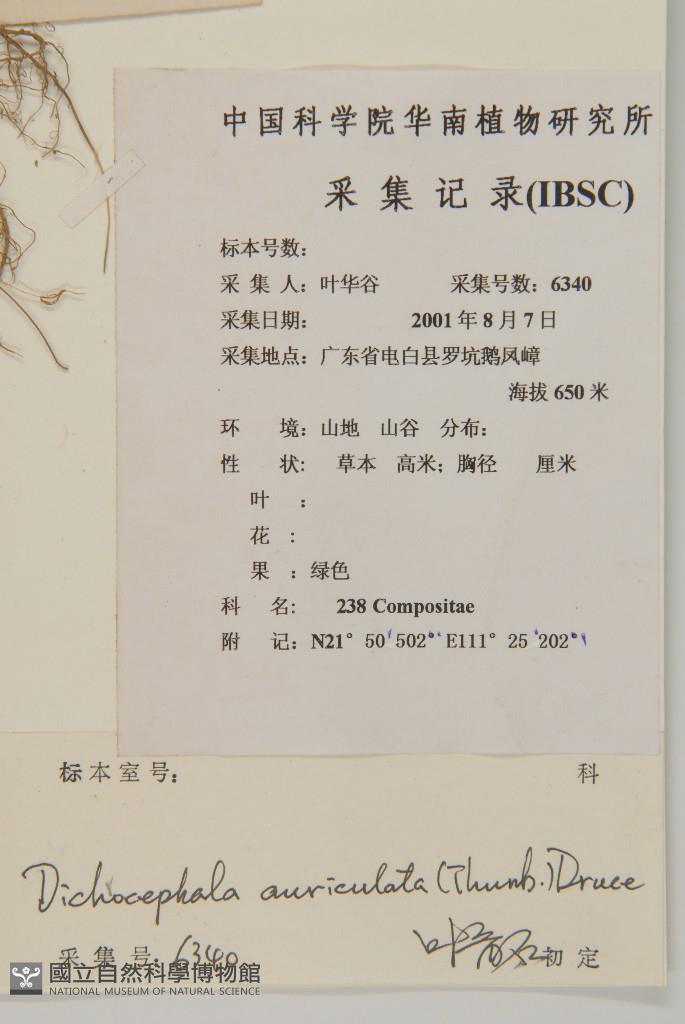 中国科学院华南植物研究所
采集记录(IBSC)
标本号数:
采集人: 叶华谷 采集号数: 6340
采集日期: 2001年8月7日
采集地点: 广东省电白县罗坑鹅凤嶂
海拔650米
环境: 山地 山谷 分布:
性状: 草本 高米; 胸径 厘米
叶:
花:
果: 绿色
科名: 238 Compositae
附记: N21° 50'502°'' E111° 25'202°''
标本室号: 科
Dichocephala auriculata (Thunb.) Druce
采集号: 6340 初定
國立自然科學博物館
NATIONAL MUSEUM OF NATURAL SCIENCE